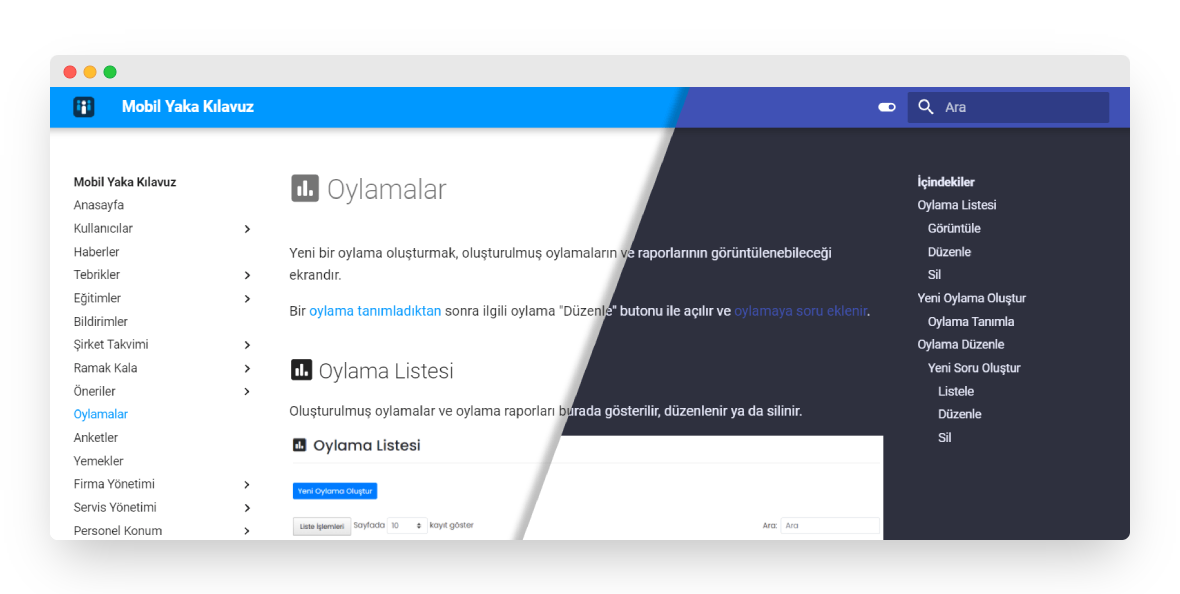 Mobil Yaka Kılavuz
Ara
Mobil Yaka Kılavuz
Anasayfa
Kullanıcılar
Haberler
Tebrikler
Eğitimler
Bildirimler
Şirket Takvimi
Ramak Kala
Öneriler
Oylamalar
Anketler
Yemekler
Firma Yönetimi
Servis Yönetimi
Personel Konum
Oylamalar
Yeni bir oylama oluşturmak, oluşturulmuş oylamaların ve raporlarının görüntülenebileceği
ekrandır.
Bir oylama tanımladıktan sonra ilgili oylama "Düzenle" butonu ile açılır ve oylamaya soru eklenir.
Oylama Listesi
Oluşturulmuş oylamalar ve oylama raporları burada gösterilir, düzenlenir ya da silinir.
Oylama Listesi
Yeni Oylama Oluştur
Liste İşlemleri Sayfada 10 kayıt göster
Ara: Ara
İçindekiler
Oylama Listesi
Görüntüle
Düzenle
Sil
Yeni Oylama Oluştur
Oylama Tanımla
Oylama Düzenle
Yeni Soru Oluştur
Listele
Düzenle
Sil